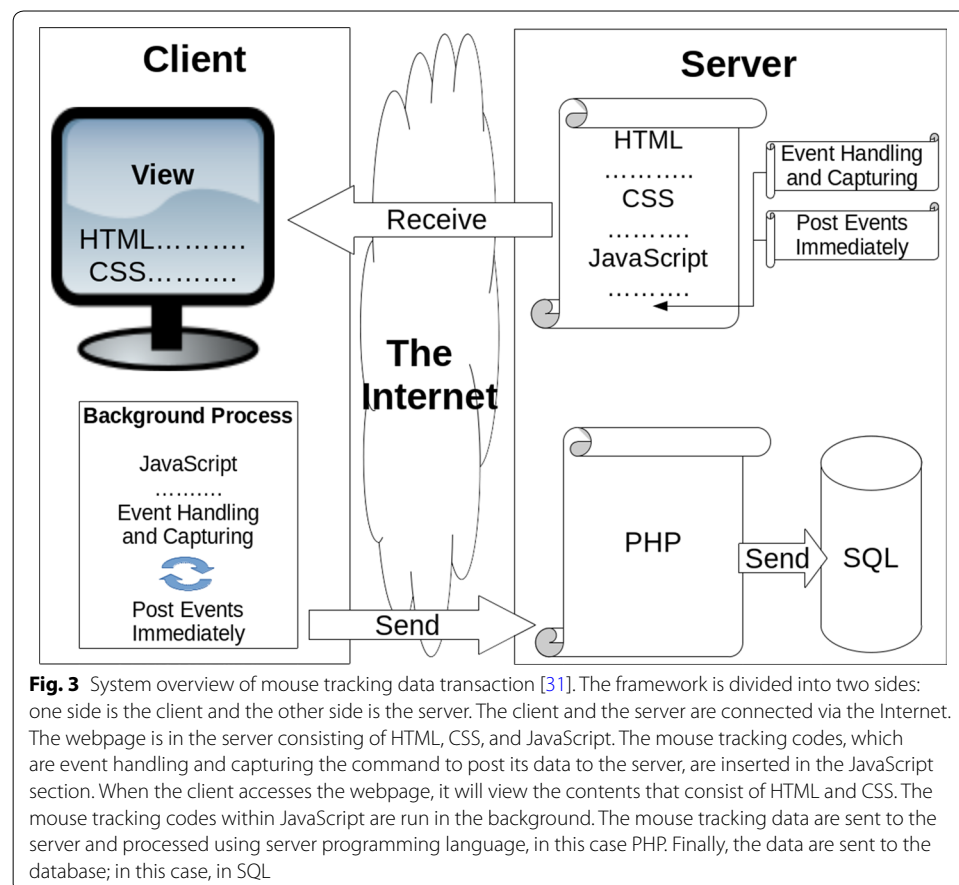 Client
View
HTML……….
CSS……….
Background Process
JavaScript
……….
Event Handling
and Capturing
Post Events
Immediately
The
Internet
Receive
Send
Server
HTML
………..
CSS
……….
JavaScript
……….
Event Handling
and Capturing
Post Events
Immediately
PHP
Send
SQL
Fig. 3 System overview of mouse tracking data transaction [31]. The framework is divided into two sides:
one side is the client and the other side is the server. The client and the server are connected via the Internet.
The webpage is in the server consisting of HTML, CSS, and JavaScript. The mouse tracking codes, which
are event handling and capturing the command to post its data to the server, are inserted in the JavaScript
section. When the client accesses the webpage, it will view the contents that consist of HTML and CSS. The
mouse tracking codes within JavaScript are run in the background. The mouse tracking data are sent to the
server and processed using server programming language, in this case PHP. Finally, the data are sent to the
database; in this case, in SQL